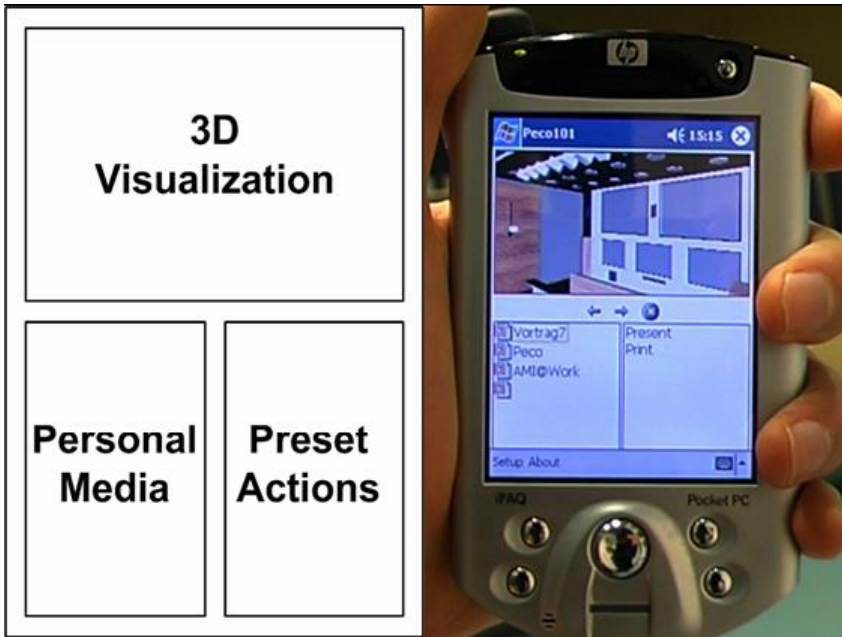 3D
Visualization
Personal
Media
Preset
Actions
hp
Peco101 15:15
Vortrag7
Peco
AMI@Work
Present
Print
Setup About
iPAQ Pocket PC